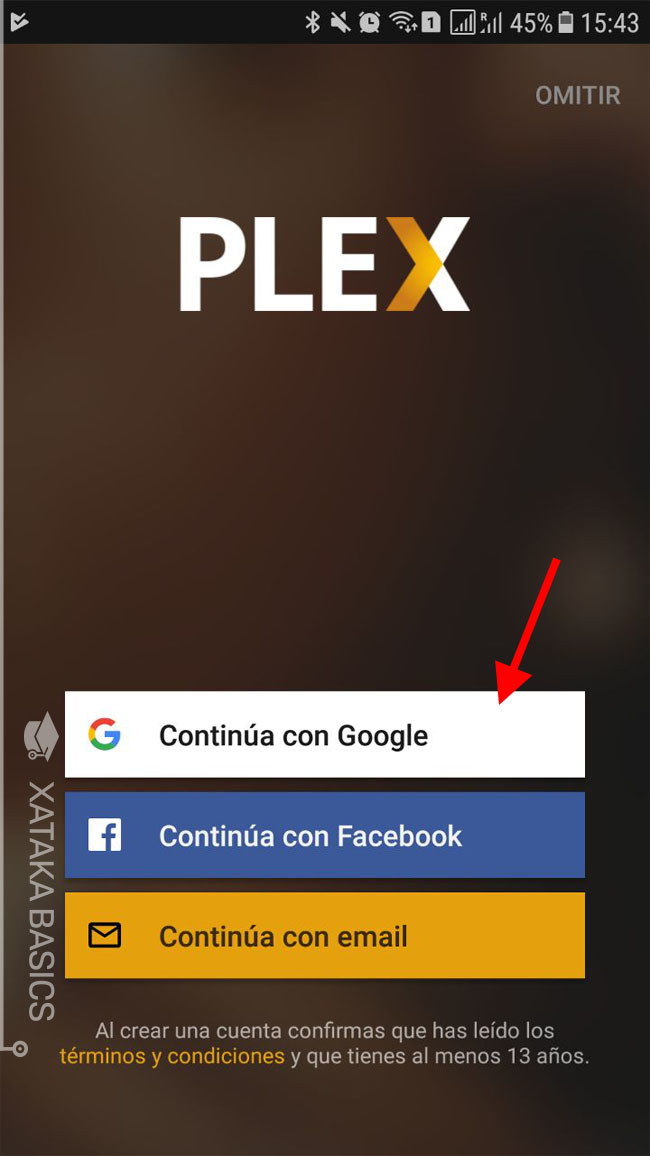 1 R 45% 15:43
OMITIR
PLEX
Continúa con Google
Continúa con Facebook
Continúa con email
XATAKA BASICS
Al crear una cuenta confirmas que has leído los
términos y condiciones y que tienes al menos 13 años.